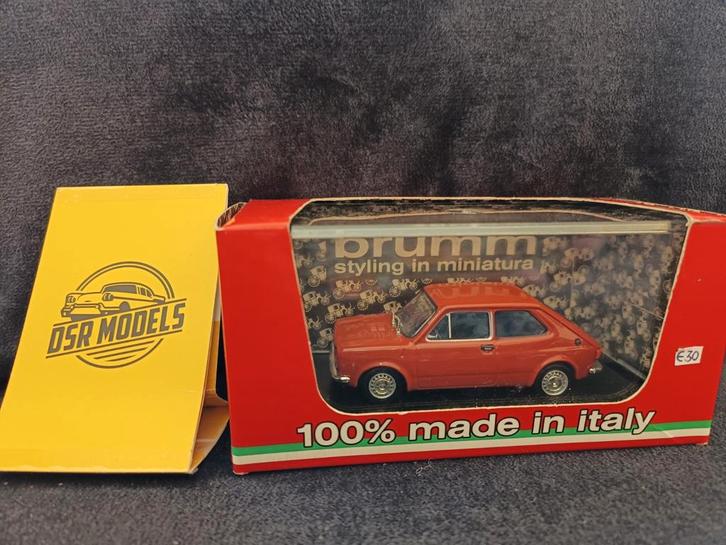 DSR MODELS
brumm
styling in miniatura
€30
100% made in italy